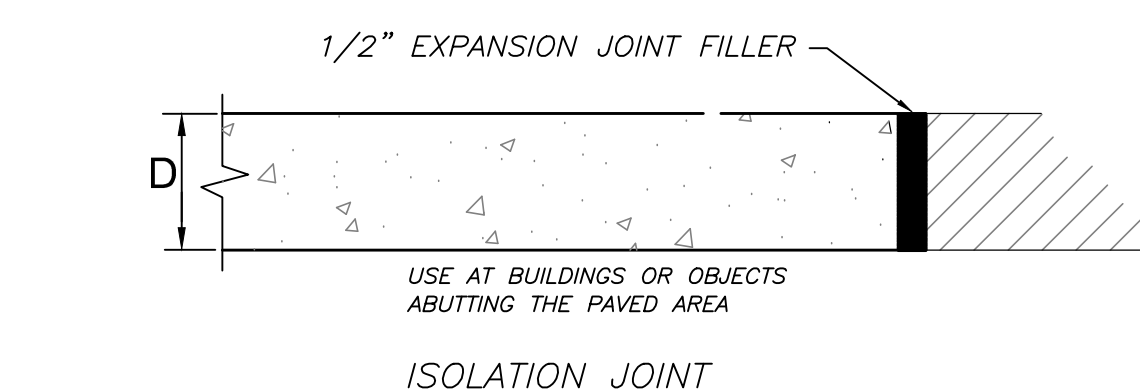 1/2” EXPANSION JOINT FILLER
D
USE AT BUILDINGS OR OBJECTS
ABUTTING THE PAVED AREA
ISOLATION JOINT